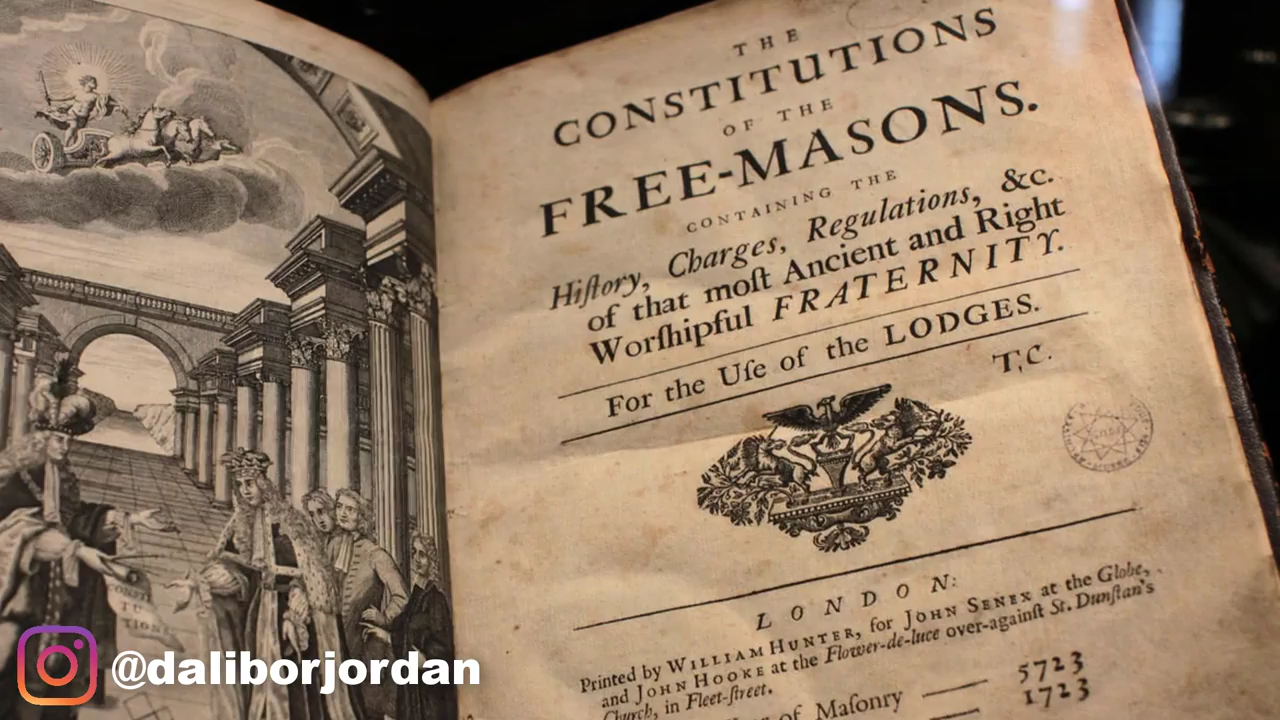 THE
CONSTITUTIONS
OF THE
FREE-MASONS.
CONTAINING THE
Hiſtory, Charges, Regulations, &c.
of that moſt Ancient and Right
Worſhipful FRATERNITY.
For the Uſe of the LODGES.
T,C.
LONDON:
Printed by WILLIAM HUNTER, for JOHN SENEX at the Globe,
and JOHN HOOKE at the Flower-de-luce over-againſt St. Dunſtan's
Church, in Fleet-ſtreet.
of Maſonry —— 5723
—— 1723
CONSTI
TU
TIONS
@daliborjordan